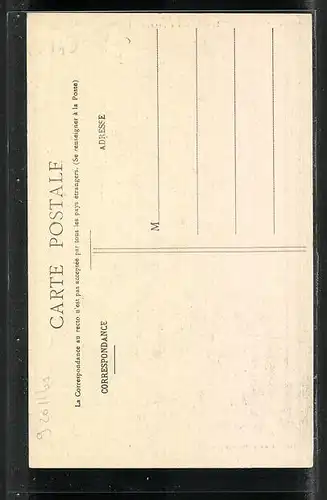 CARTE POSTALE
La Correspondance au recto n'est pas acceptée par tous les pays étrangers. (Se renseigner à la Poste)
CORRESPONDANCE
ADRESSE
M